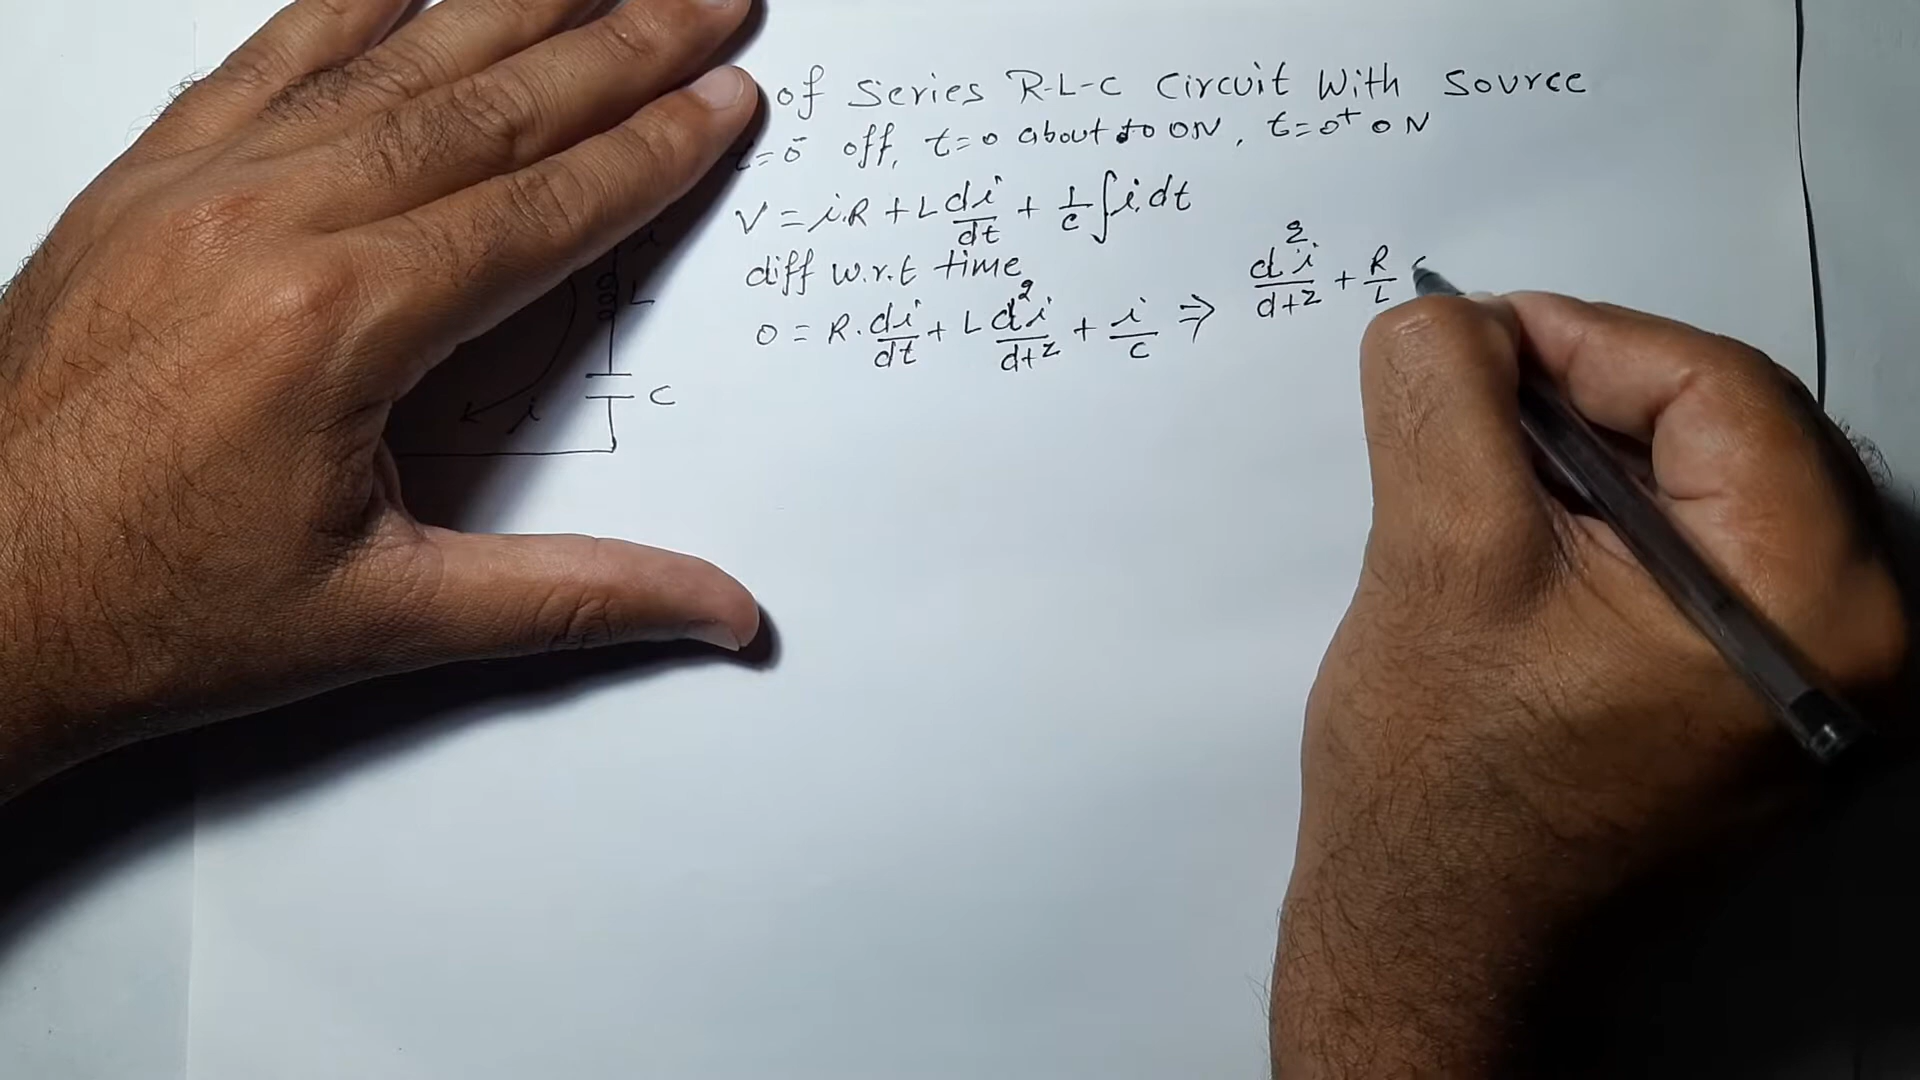 of Series R-L-C Circuit With Source
t=0⁻ off, t=0 about to ON, t=0⁺ ON
V = i.R + L di/dt + 1/C ∫i.dt
diff w.r.t time
0 = R. di/dt + L d²i/dt² + i/C ⇒ d²i/dt² + R/L
i
L
C
i